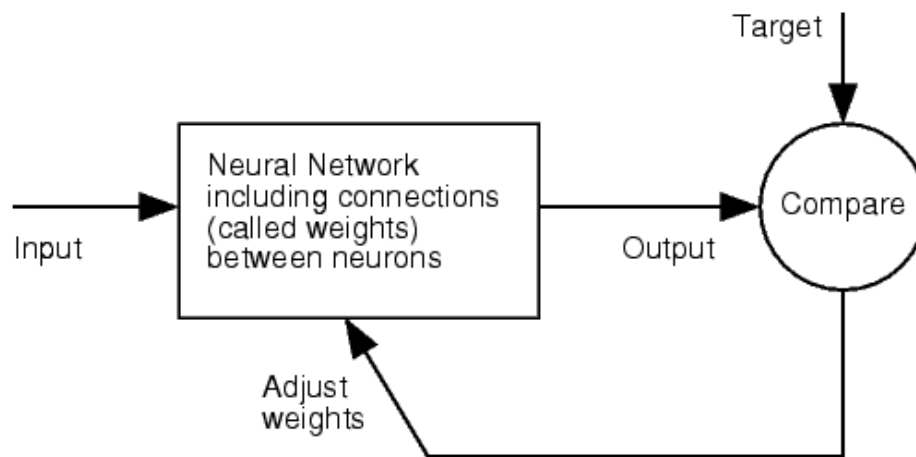 Target
Neural Network
including connections
(called weights)
between neurons
Compare
Input
Output
Adjust
weights